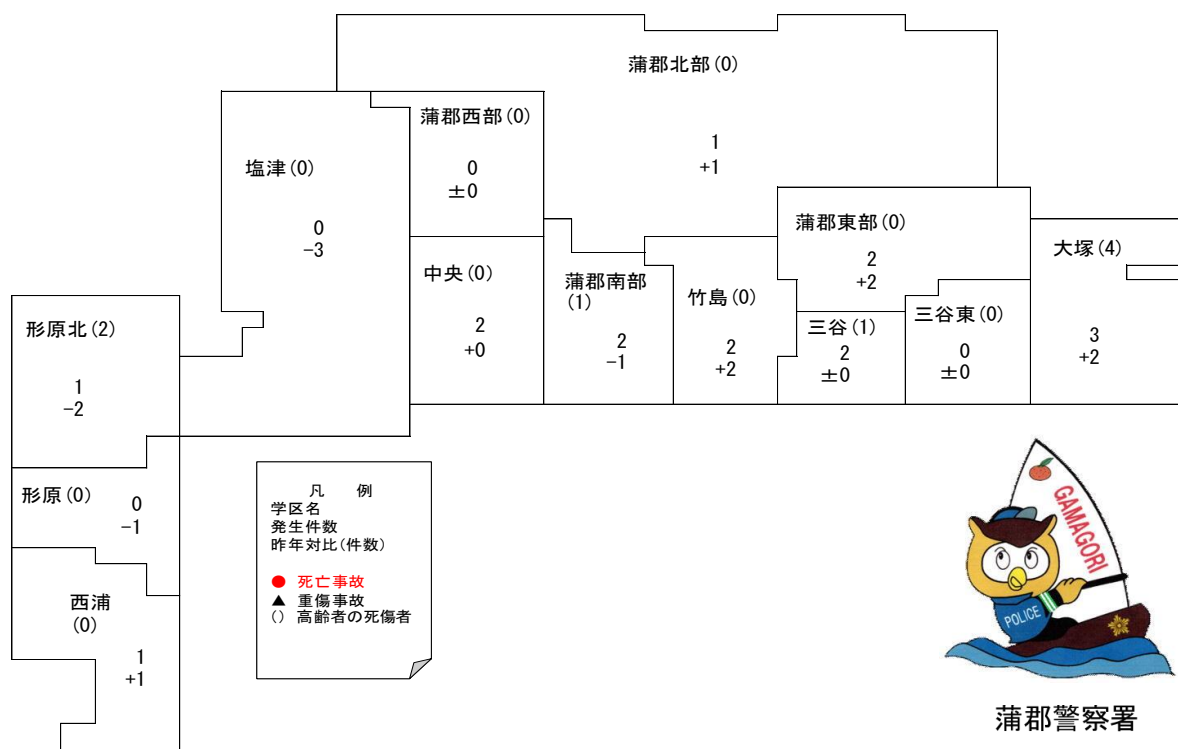 蒲郡北部(0)
1
+1
蒲郡西部(0)
0
±0
塩津(0)
0
-3
蒲郡東部(0)
2
+2
大塚(4)
3
+2
中央(0)
2
+0
蒲郡南部
(1)
2
-1
竹島(0)
2
+2
三谷(1)
2
±0
三谷東(0)
0
±0
形原北(2)
1
-2
形原(0)
0
-1
西浦
(0)
1
+1
凡 例
学区名
発生件数
昨年対比(件数)
● 死亡事故
▲ 重傷事故
() 高齢者の死傷者
GAMAGORI
POLICE
蒲郡警察署